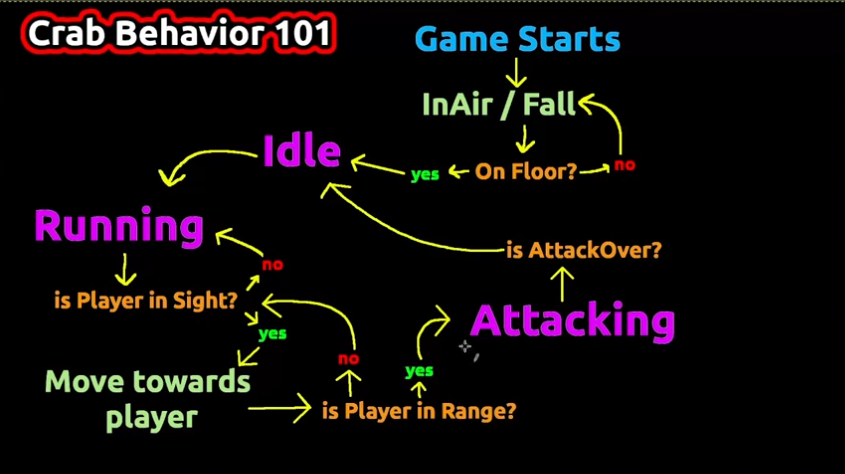 Crab Behavior 101
Game Starts
InAir / Fall
On Floor?
yes
no
Idle
Running
is Player in Sight?
no
yes
Move towards
player
is Player in Range?
no
yes
Attacking
is AttackOver?